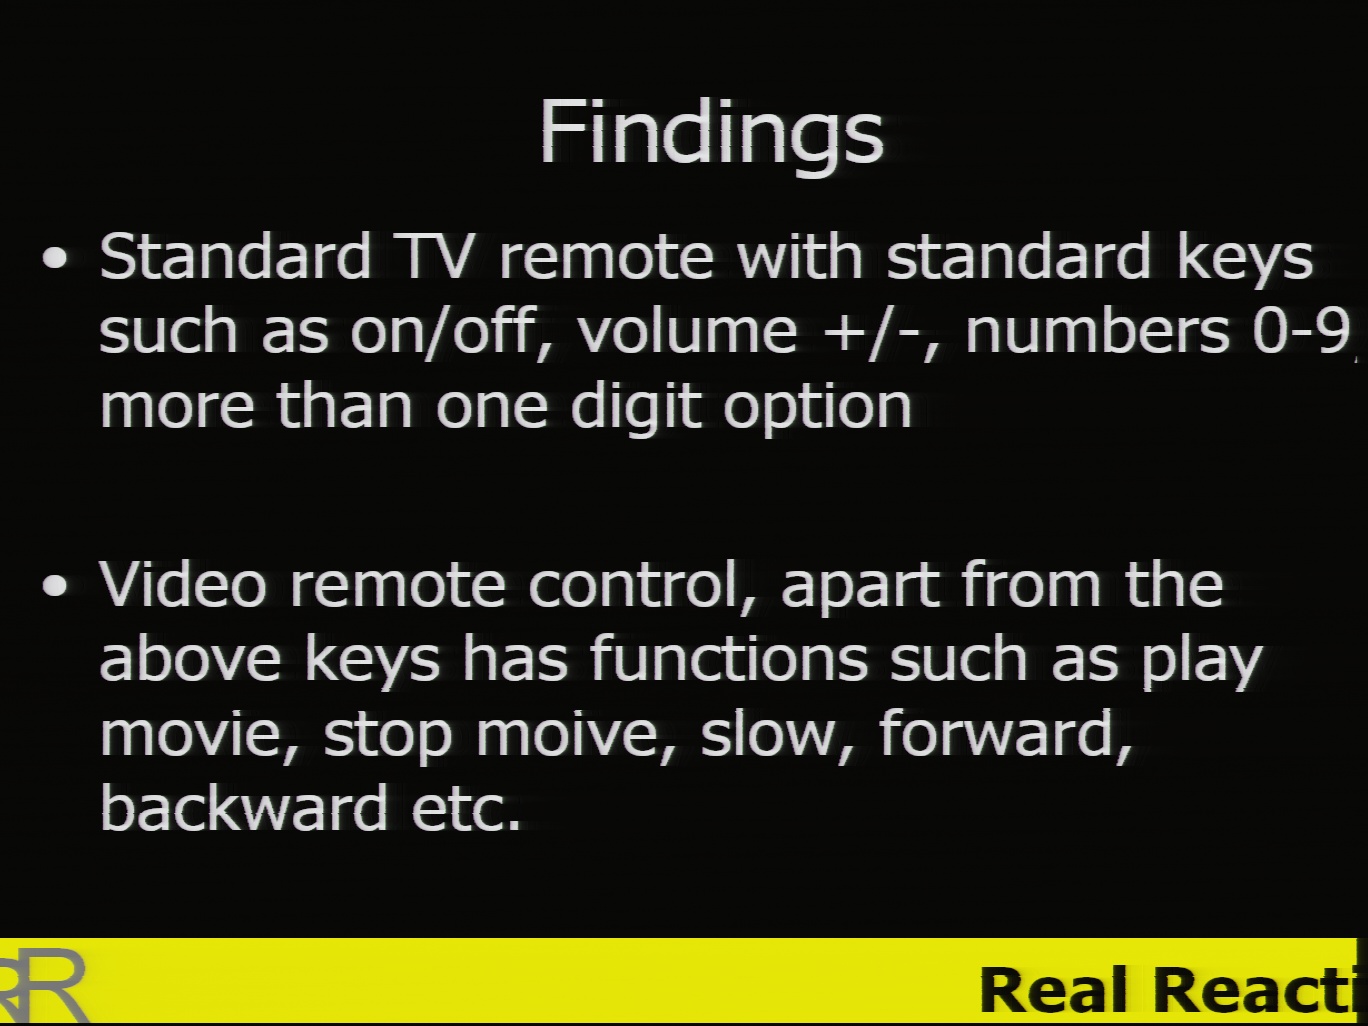 Findings
• Standard TV remote with standard keys
such as on/off, volume +/-, numbers 0-9,
more than one digit option
• Video remote control, apart from the
above keys has functions such as play
movie, stop moive, slow, forward,
backward etc.
RR
Real Reacti